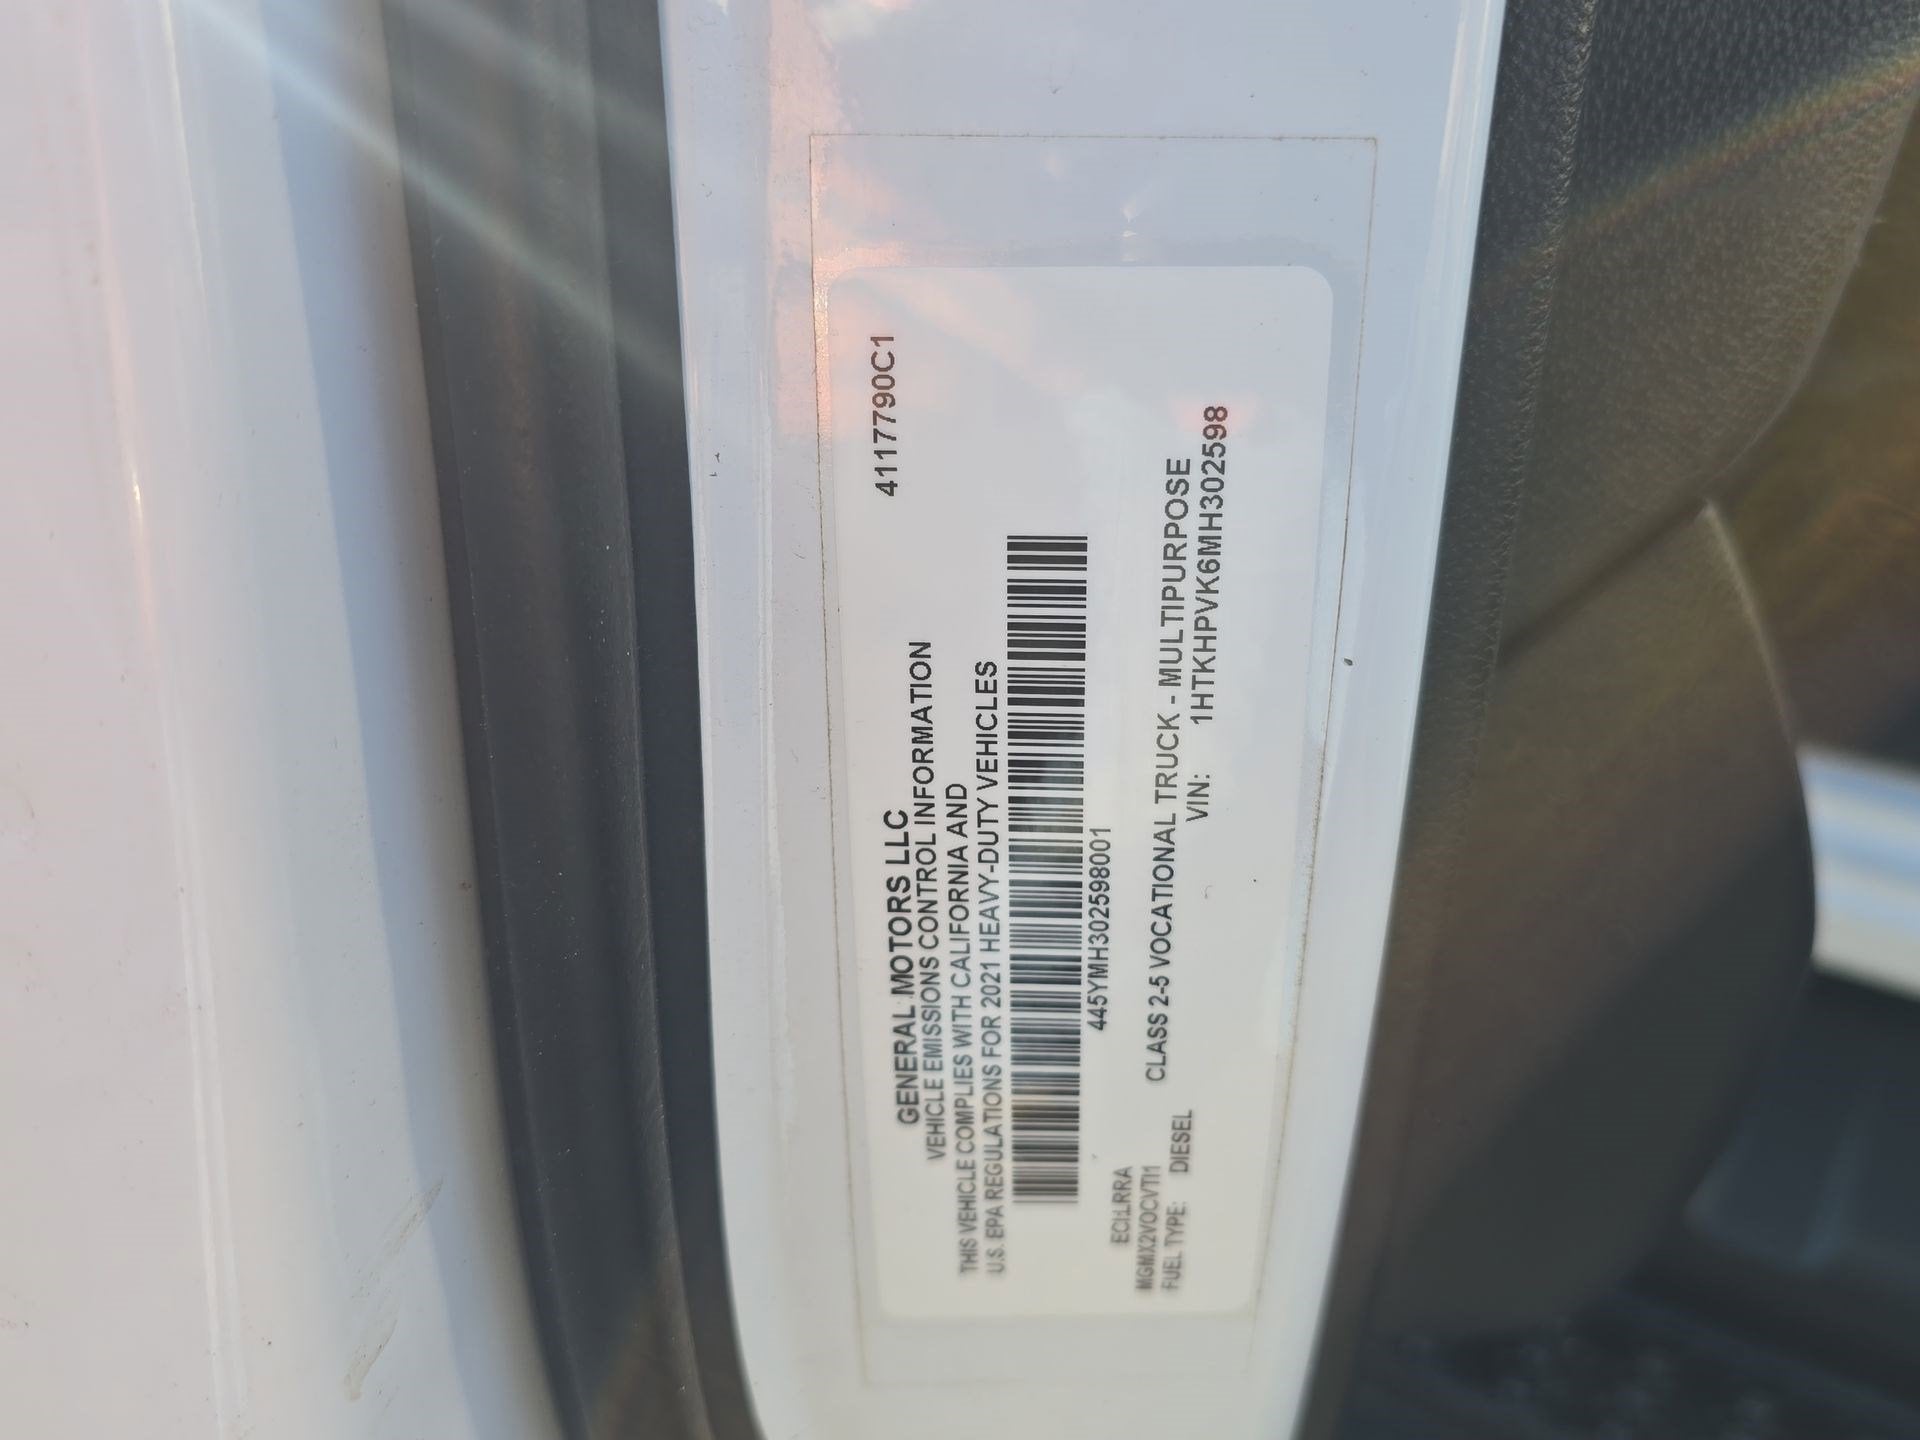 4117790C1
GENERAL MOTORS LLC
VEHICLE EMISSIONS CONTROL INFORMATION
THIS VEHICLE COMPLIES WITH CALIFORNIA AND
U.S. EPA REGULATIONS FOR 2021 HEAVY-DUTY VEHICLES
445YMH302598001
ECI:LRRA
MGMX2VOCVTI1
CLASS 2-5 VOCATIONAL TRUCK - MULTIPURPOSE
FUEL TYPE: DIESEL
VIN: 1HTKHPVK6MH302598